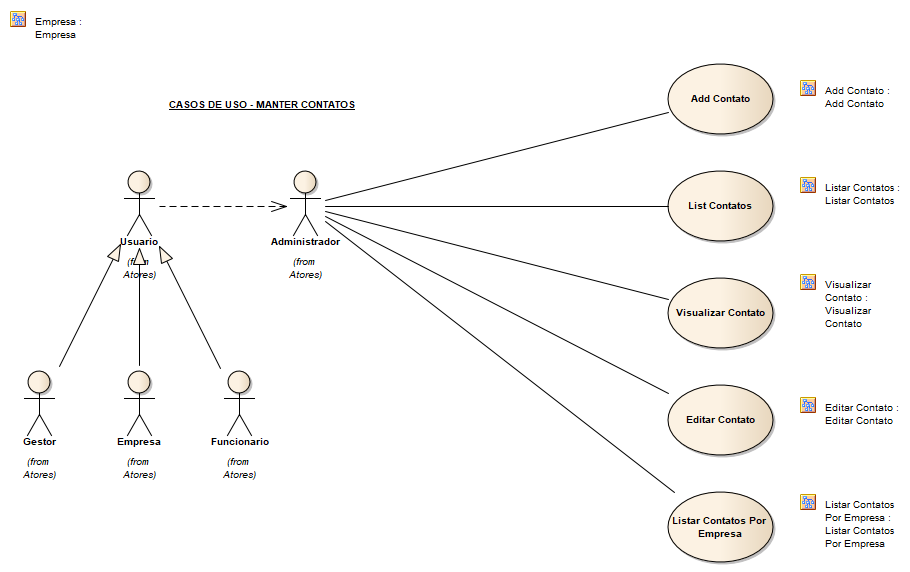 Empresa :
Empresa
CASOS DE USO - MANTER CONTATOS
Add Contato
Add Contato :
Add Contato
List Contatos
Listar Contatos :
Listar Contatos
Usuario
(from
Atores)
Administrador
(from
Atores)
Visualizar Contato
Visualizar
Contato :
Visualizar
Contato
Gestor
(from
Atores)
Empresa
(from
Atores)
Funcionario
(from
Atores)
Editar Contato
Editar Contato :
Editar Contato
Listar Contatos Por
Empresa
Listar Contatos
Por Empresa :
Listar Contatos
Por Empresa